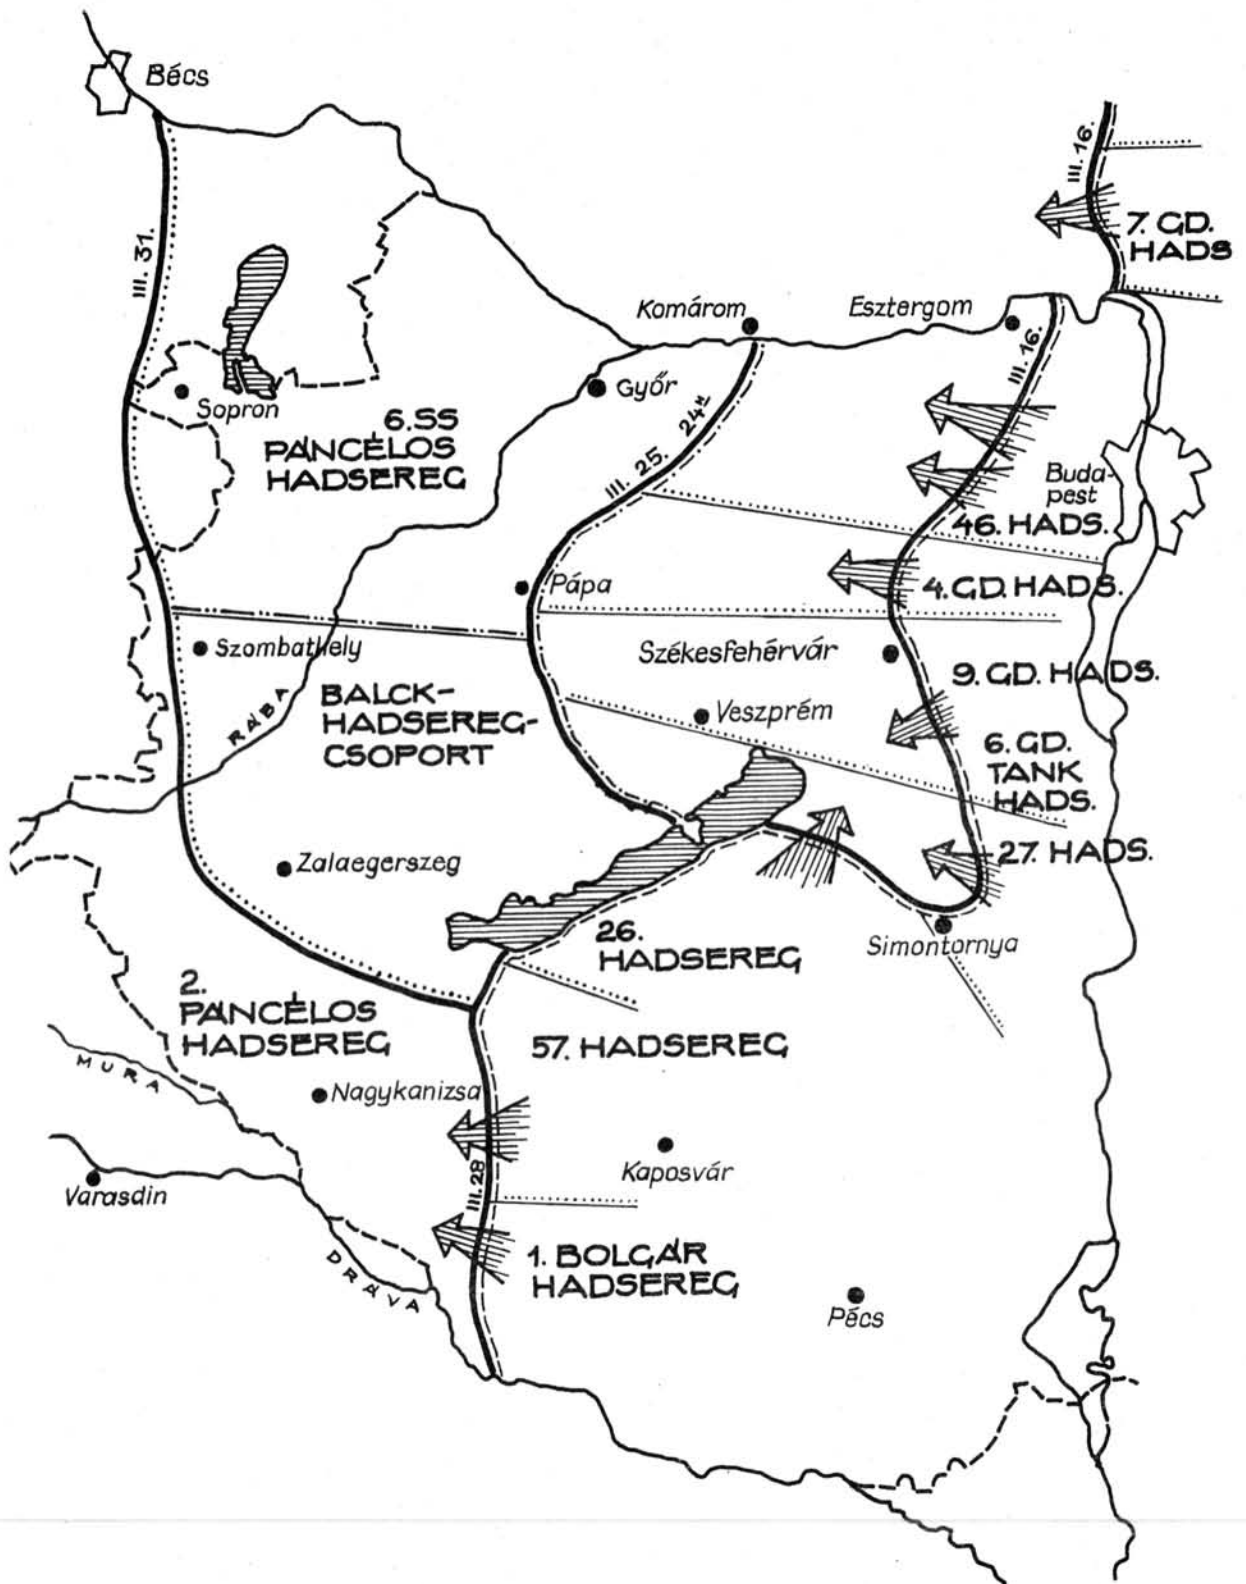 Bécs
III. 16.
7. GD.
HADS
III. 31.
Komárom
Esztergom
III. 16.
Győr
Sopron
6.SS
PÁNCÉLOS
HADSEREG
24ʰ
III. 25.
Buda-
pest
46. HADS.
Pápa
4. GD. HADS.
Szombathely
Székesfehérvár
9. GD. HADS.
RÁBA
BALCK-
HADSEREG-
CSOPORT
Veszprém
6. GD.
TANK
HADS.
27. HADS.
Zalaegerszeg
26.
HADSEREG
Simontornya
2.
PÁNCÉLOS
HADSEREG
57. HADSEREG
MURA
Nagykanizsa
Kaposvár
III.28
Varasdin
DRÁVA
1. BOLGÁR
HADSEREG
Pécs